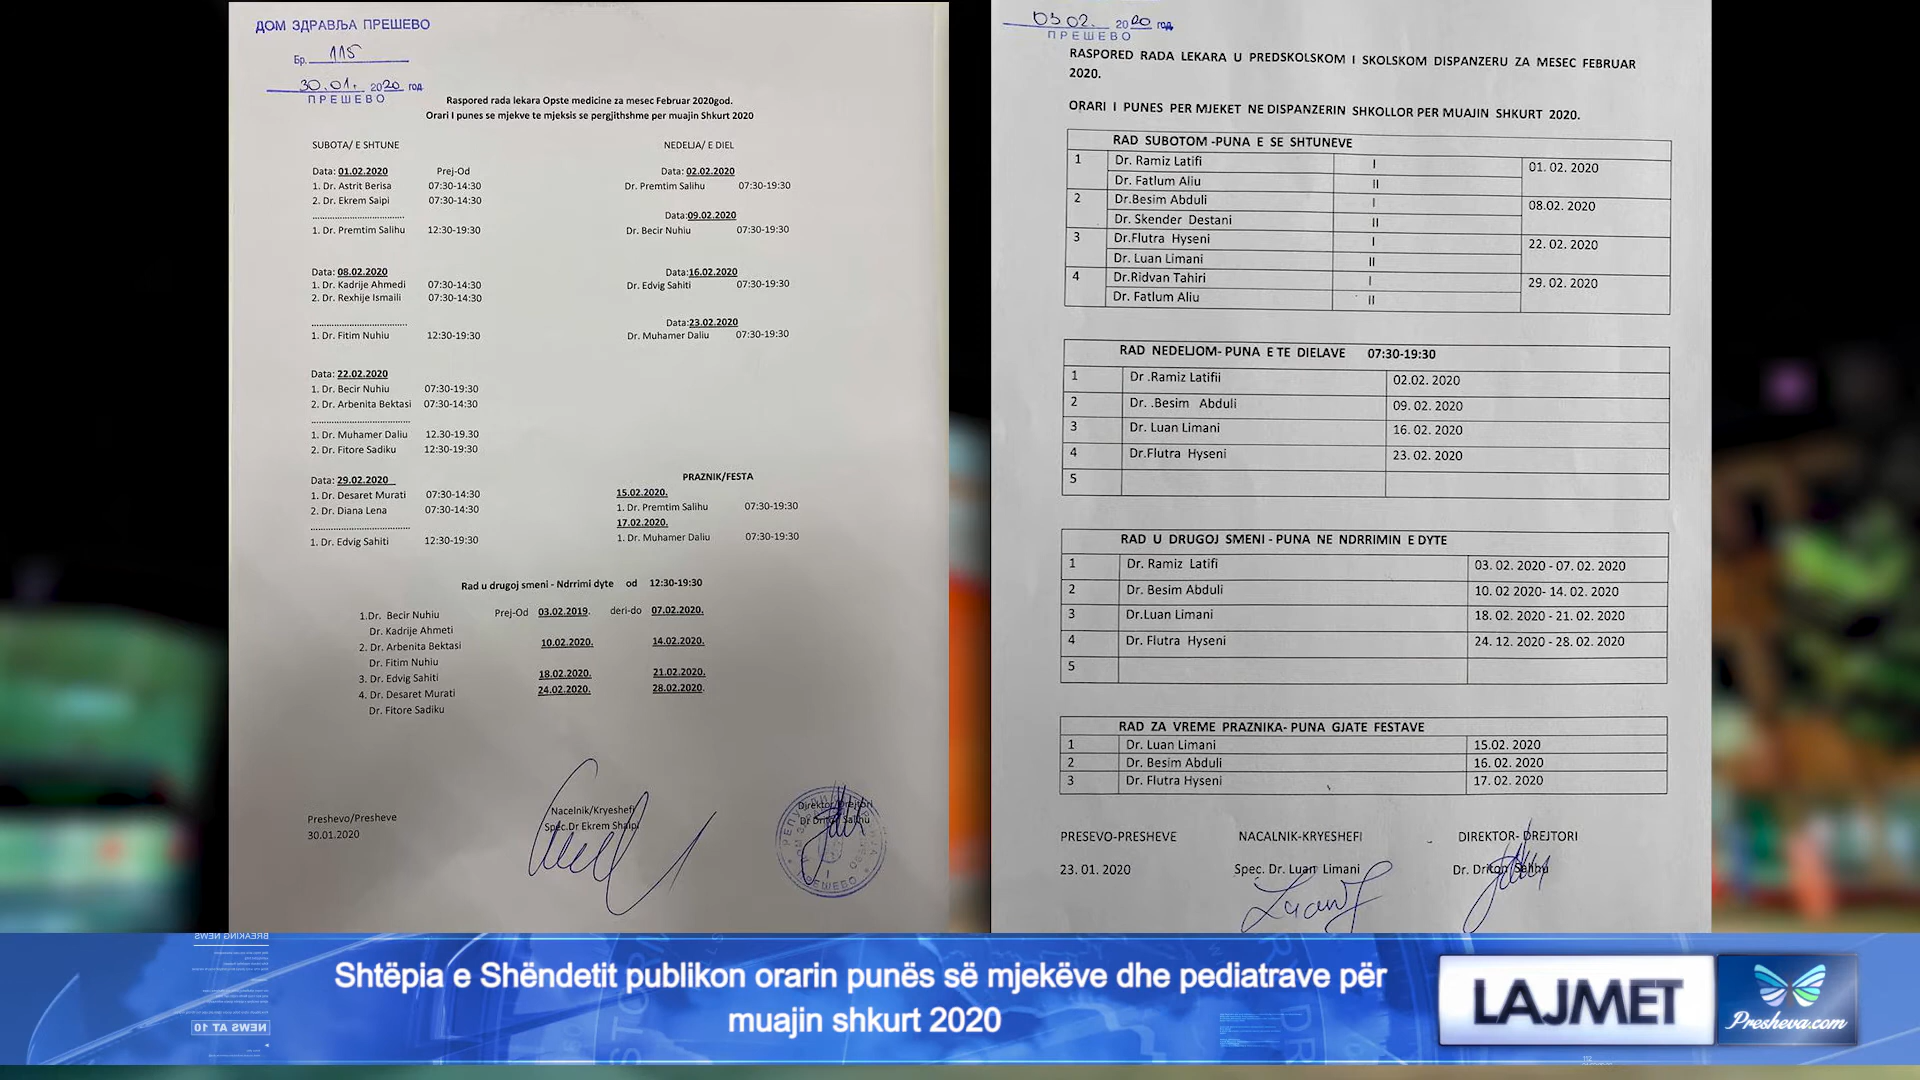 ДОМ ЗДРАВЉА ПРЕШЕВО
Бр. 115
30.01. 2020 год
ПРЕШЕВО
Raspored rada lekara Opste medicine za mesec Februar 2020god.
Orari I punes se mjekve te mjeksis se pergjithshme per muajin Shkurt 2020
SUBOTA/ E SHTUNE
Data: 01.02.2020 Prej-Od
1. Dr. Astrit Berisa 07:30-14:30
2. Dr. Ekrem Saipi 07:30-14:30
1. Dr. Premtim Salihu 12:30-19:30
Data: 08.02.2020
1. Dr. Kadrije Ahmedi 07:30-14:30
2. Dr. Rexhije Ismaili 07:30-14:30
1. Dr. Fitim Nuhiu 12:30-19:30
Data: 22.02.2020
1. Dr. Becir Nuhiu 07:30-19:30
2. Dr. Arbenita Bektasi 07:30-14:30
1. Dr. Muhamer Daliu 12.30-19.30
2. Dr. Fitore Sadiku 12:30-19:30
Data: 29.02.2020
1. Dr. Desaret Murati 07:30-14:30
2. Dr. Diana Lena 07:30-14:30
1. Dr. Edvig Sahiti 12:30-19:30
NEDELJA/ E DIEL
Data: 02.02.2020
Dr. Premtim Salihu 07:30-19:30
Data:09.02.2020
Dr. Becir Nuhiu 07:30-19:30
Data:16.02.2020
Dr. Edvig Sahiti 07:30-19:30
Data:23.02.2020
Dr. Muhamer Daliu 07:30-19:30
PRAZNIK/FESTA
15.02.2020.
1. Dr. Premtim Salihu 07:30-19:30
17.02.2020.
1. Dr. Muhamer Daliu 07:30-19:30
Rad u drugoj smeni - Ndrrimi dyte od 12:30-19:30
1.Dr. Becir Nuhiu Prej-Od 03.02.2019. deri-do 07.02.2020.
Dr. Kadrije Ahmeti
2. Dr. Arbenita Bektasi 10.02.2020. 14.02.2020.
Dr. Fitim Nuhiu
3. Dr. Edvig Sahiti 18.02.2020. 21.02.2020.
4. Dr. Desaret Murati 24.02.2020. 28.02.2020.
Dr. Fitore Sadiku
Preshevo/Presheve
30.01.2020
Nacelnik/Kryeshefi
Spec.Dr Ekrem Shaipi
Direktor/Drejtori
Dr Driton Salihu
ПРЕШЕВО
03 02. 2020 год
ПРЕШЕВО
RASPORED RADA LEKARA U PREDSKOLSKOM I SKOLSKOM DISPANZERU ZA MESEC FEBRUAR
2020.
ORARI I PUNES PER MJEKET NE DISPANZERIN SHKOLLOR PER MUAJIN SHKURT 2020.
RAD SUBOTOM -PUNA E SE SHTUNEVE
1 Dr. Ramiz Latifi I 01. 02. 2020
Dr. Fatlum Aliu II
2 Dr.Besim Abduli I 08.02. 2020
Dr. Skender Destani II
3 Dr.Flutra Hyseni I 22. 02. 2020
Dr. Luan Limani II
4 Dr.Ridvan Tahiri I 29. 02. 2020
Dr. Fatlum Aliu II
RAD NEDELJOM- PUNA E TE DIELAVE 07:30-19:30
1 Dr .Ramiz Latifii 02.02. 2020
2 Dr. .Besim Abduli 09. 02. 2020
3 Dr. Luan Limani 16. 02. 2020
4 Dr.Flutra Hyseni 23. 02. 2020
5
RAD U DRUGOJ SMENI - PUNA NE NDRRIMIN E DYTE
1 Dr. Ramiz Latifi 03. 02. 2020 - 07. 02. 2020
2 Dr. Besim Abduli 10. 02 2020- 14. 02. 2020
3 Dr.Luan Limani 18. 02. 2020 - 21. 02. 2020
4 Dr. Flutra Hyseni 24. 12. 2020 - 28. 02. 2020
5
RAD ZA VREME PRAZNIKA- PUNA GJATE FESTAVE
1 Dr. Luan Limani 15.02. 2020
2 Dr. Besim Abduli 16. 02. 2020
3 Dr. Flutra Hyseni 17. 02. 2020
PRESEVO-PRESHEVE NACALNIK-KRYESHEFI DIREKTOR- DREJTORI
23. 01. 2020 Spec. Dr. Luan Limani Dr. Driton Salihu
BREAKING NEWS
NEWS AT 10
Shtëpia e Shëndetit publikon orarin punës së mjekëve dhe pediatrave për
muajin shkurt 2020
LAJMET
Presheva.com